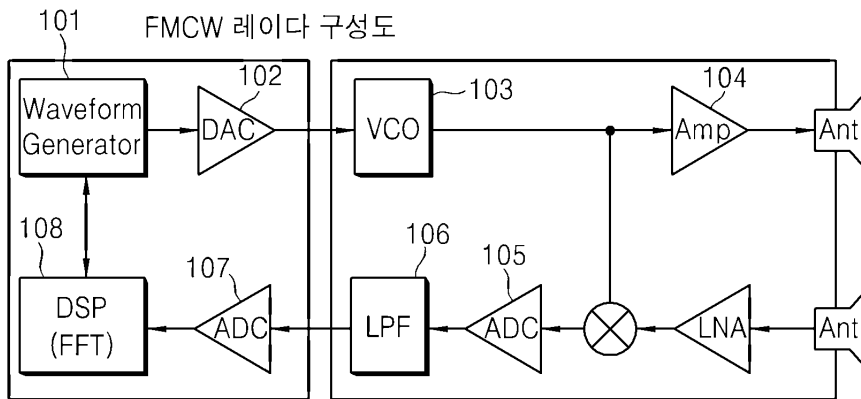 FMCW 레이다 구성도
101
Waveform
Generator
102
DAC
VCO
103
104
Amp
Ant
108
DSP
(FFT)
107
ADC
106
LPF
105
ADC
LNA
Ant